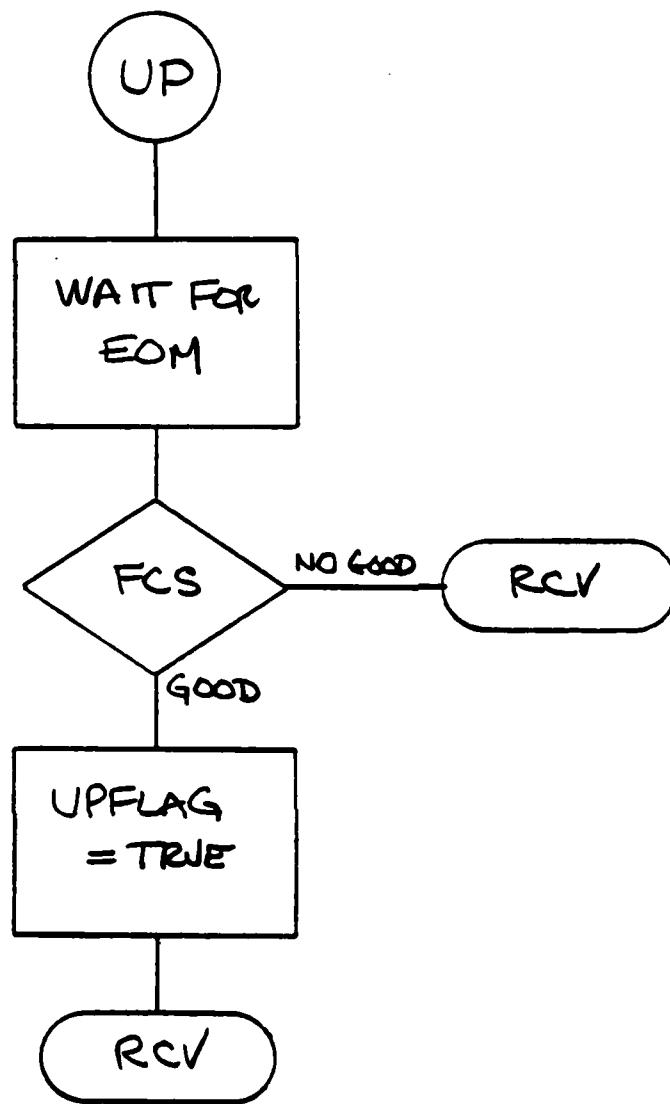 UP
WAIT FOR
EOM
FCS
NO GOOD
RCV
GOOD
UPFLAG
= TRUE
RCV